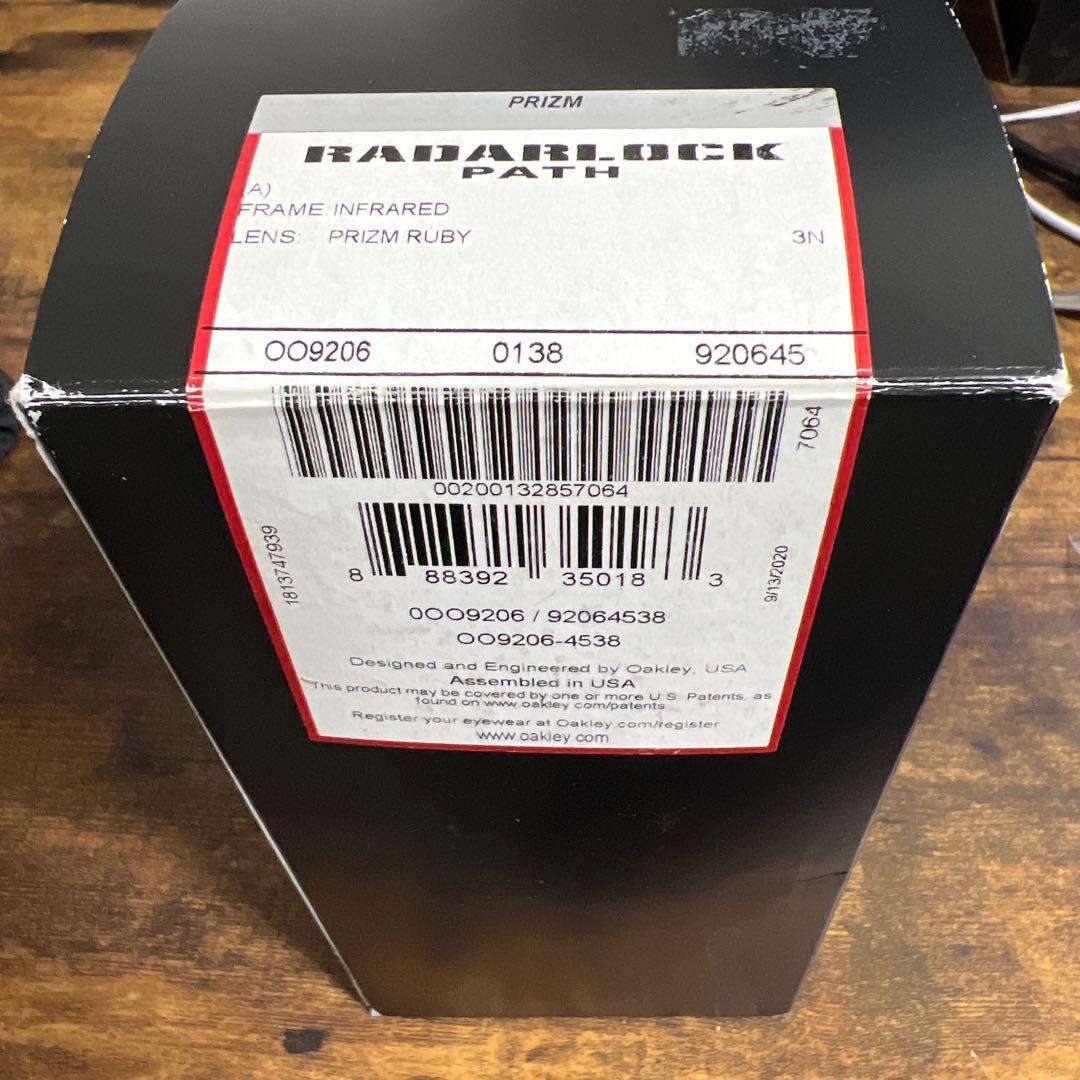 PRIZM
RADARLOCK
PATH
(A)
FRAME: INFRARED
LENS: PRIZM RUBY 3N
OO9206 0138 920645
7064
00200132857064
1813747939
8 88392 35018 3
9/13/2020
0OO9206 / 92064538
OO9206-4538
Designed and Engineered by Oakley, USA
Assembled in USA
This product may be covered by one or more U.S. Patents, as
found on www.oakley.com/patents
Register your eyewear at Oakley.com/register
www.oakley.com